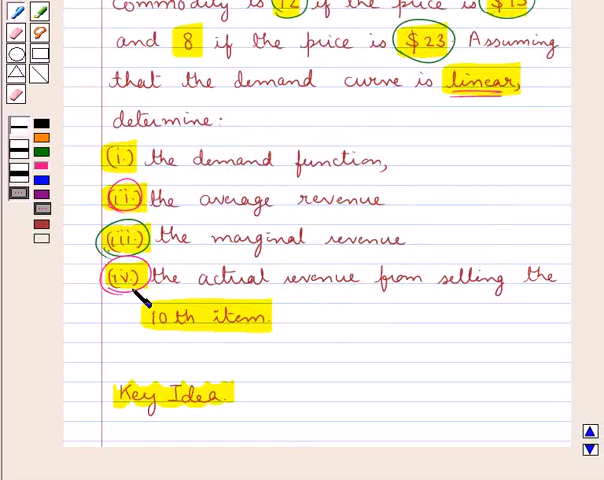 Commodity is 12 if the price is $15
and 8 if the price is $23. Assuming
that the demand curve is linear,
determine:
(i.) the demand function,
(ii.) the average revenue
(iii.) the marginal revenue
(iv.) the actual revenue from selling the
10th item.
Key Idea.